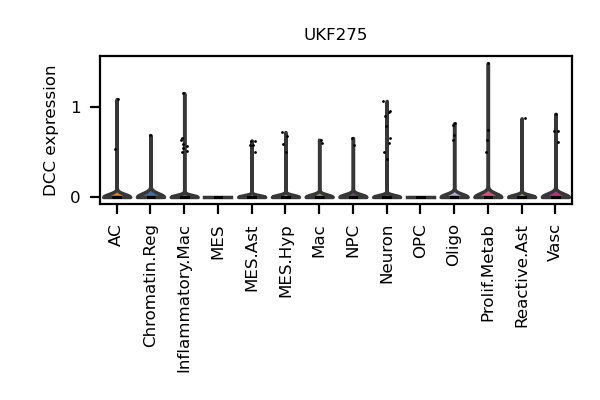 UKF275
DCC expression
1
0
AC
Chromatin.Reg
Inflammatory.Mac
MES
MES.Ast
MES.Hyp
Mac
NPC
Neuron
OPC
Oligo
Prolif.Metab
Reactive.Ast
Vasc